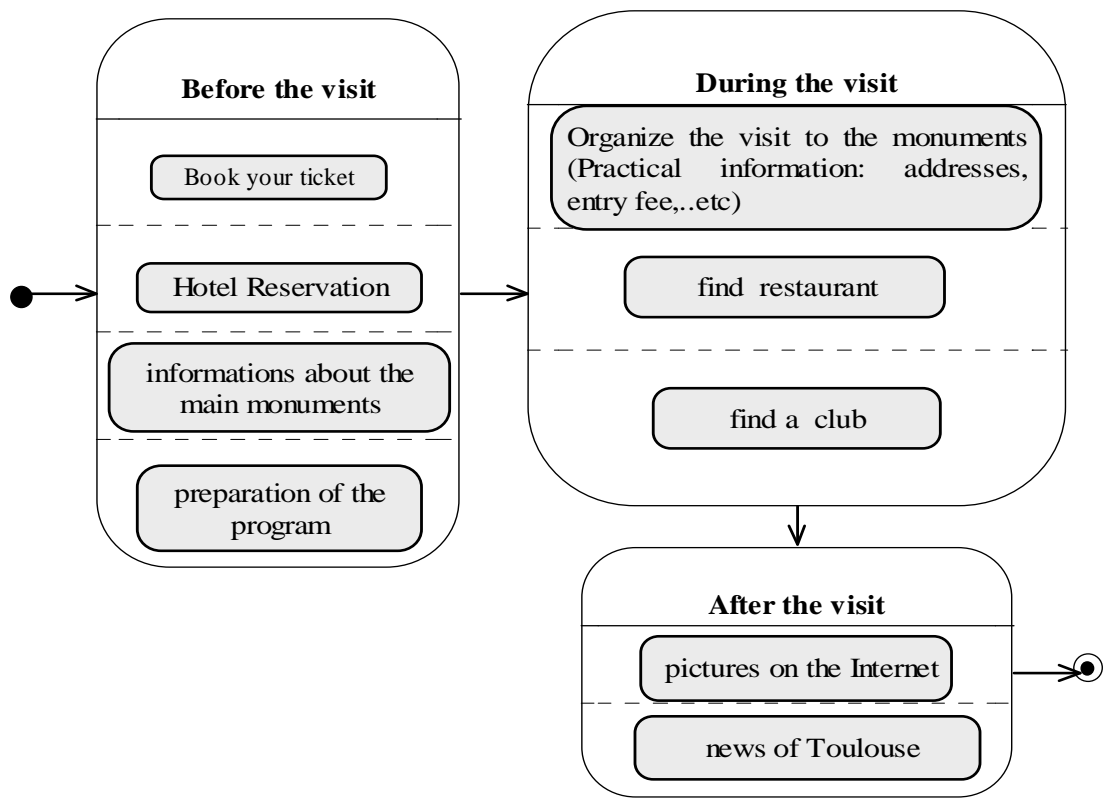 Before the visit
Book your ticket
Hotel Reservation
informations about the
main monuments
preparation of the
program
During the visit
Organize the visit to the monuments
(Practical information: addresses,
entry fee,..etc)
find restaurant
find a club
After the visit
pictures on the Internet
news of Toulouse